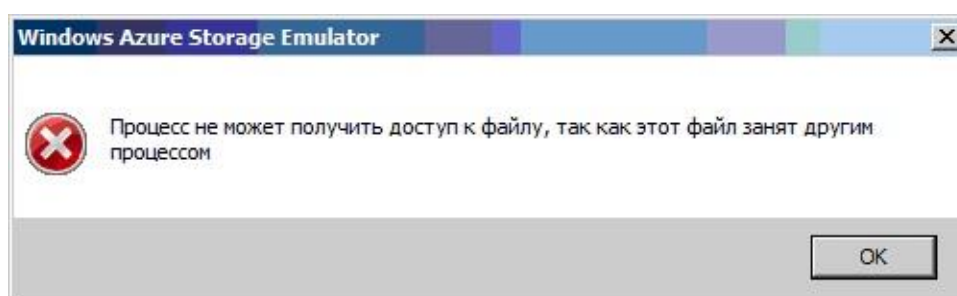 Windows Azure Storage Emulator
Процесс не может получить доступ к файлу, так как этот файл занят другим
процессом
OK